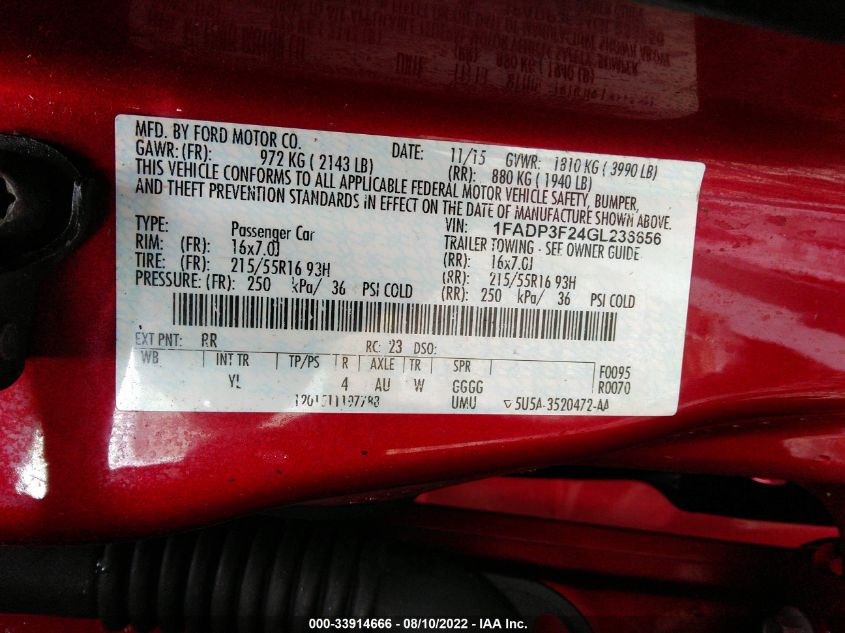 MFD. BY FORD MOTOR CO. DATE: 11/15 GVWR: 1810 KG ( 3990 LB)
GAWR: (FR): 972 KG ( 2143 LB) (RR): 880 KG ( 1940 LB)
THIS VEHICLE CONFORMS TO ALL APPLICABLE FEDERAL MOTOR VEHICLE SAFETY, BUMPER,
AND THEFT PREVENTION STANDARDS IN EFFECT ON THE DATE OF MANUFACTURE SHOWN ABOVE.
TYPE: Passenger Car VIN:
RIM: (FR): 16x7.0J TRAILER TOWING - SEE OWNER GUIDE
(RR): 16x7.0J
TIRE: (FR): 215/55R16 93H (RR): 215/55R16 93H
PRESSURE: (FR): 250 kPa/ 36 PSI COLD (RR): 250 kPa/ 36 PSI COLD
EXT PNT: RR RC: 23 DSO:
WB INT TR TP/PS R AXLE TR SPR F0095
YL 4 AU W GGGG R0070
UMU 5U5A-3520472-AA
000-33914666 - 08/10/2022 - IAA Inc.